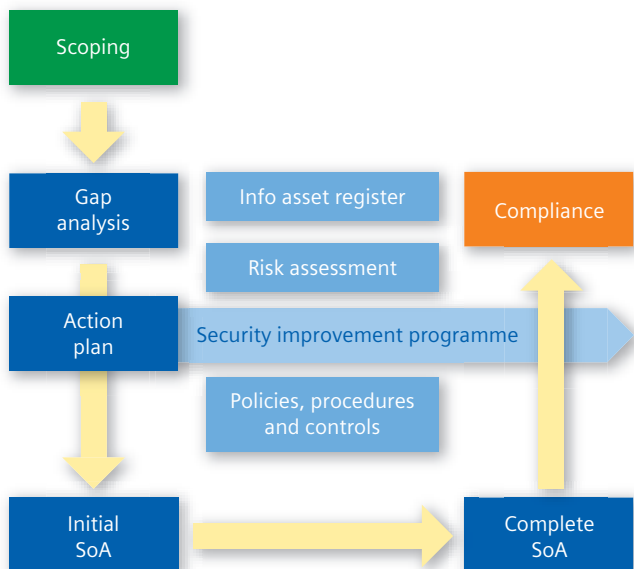 Scoping
Gap
analysis
Info asset register
Compliance
Risk assessment
Action
plan
Security improvement programme
Policies, procedures
and controls
Initial
SoA
Complete
SoA